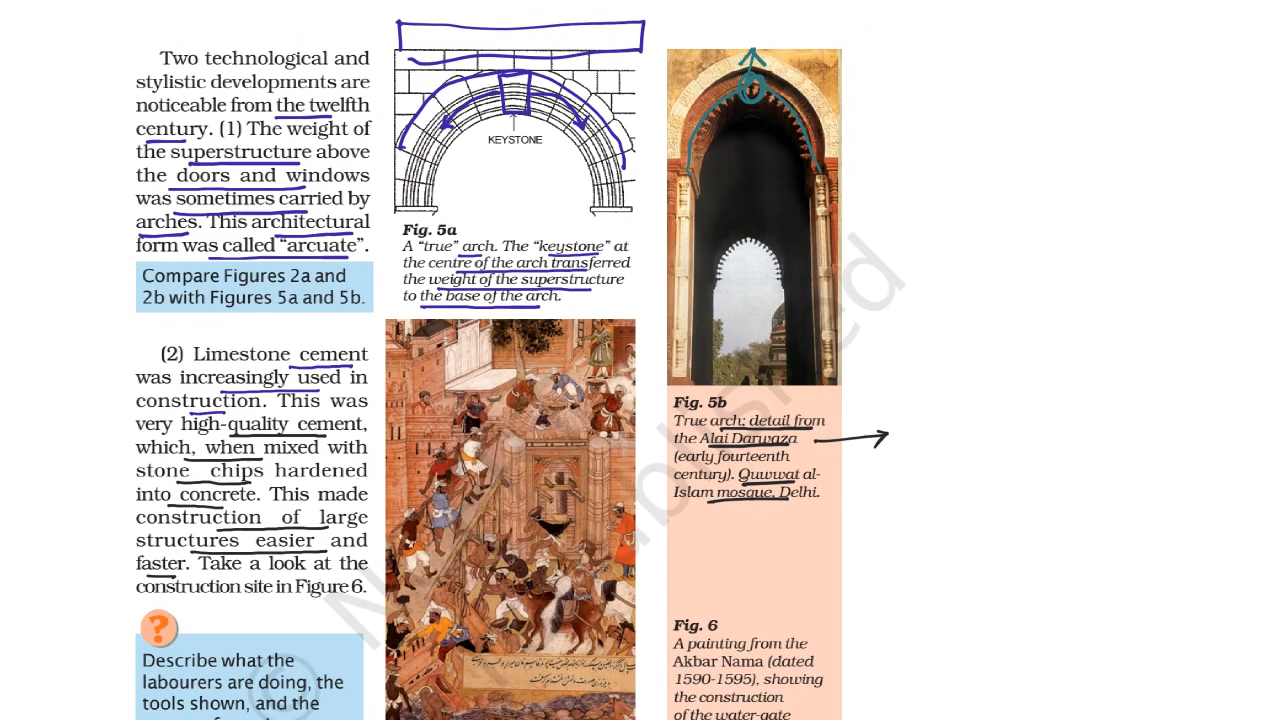 Two technological and
stylistic developments are
noticeable from the twelfth
century. (1) The weight of
the superstructure above
the doors and windows
was sometimes carried by
arches. This architectural
form was called “arcuate”.
Compare Figures 2a and
2b with Figures 5a and 5b.
(2) Limestone cement
was increasingly used in
construction. This was
very high-quality cement,
which, when mixed with
stone chips hardened
into concrete. This made
construction of large
structures easier and
faster. Take a look at the
construction site in Figure 6.
?
Describe what the
labourers are doing, the
tools shown, and the
KEYSTONE
Fig. 5a
A “true” arch. The “keystone” at
the centre of the arch transferred
the weight of the superstructure
to the base of the arch.
Fig. 5b
True arch; detail from
the Alai Darwaza
(early fourteenth
century). Quwwat al-
Islam mosque, Delhi.
Fig. 6
A painting from the
Akbar Nama (dated
1590-1595), showing
the construction
of the water-gate